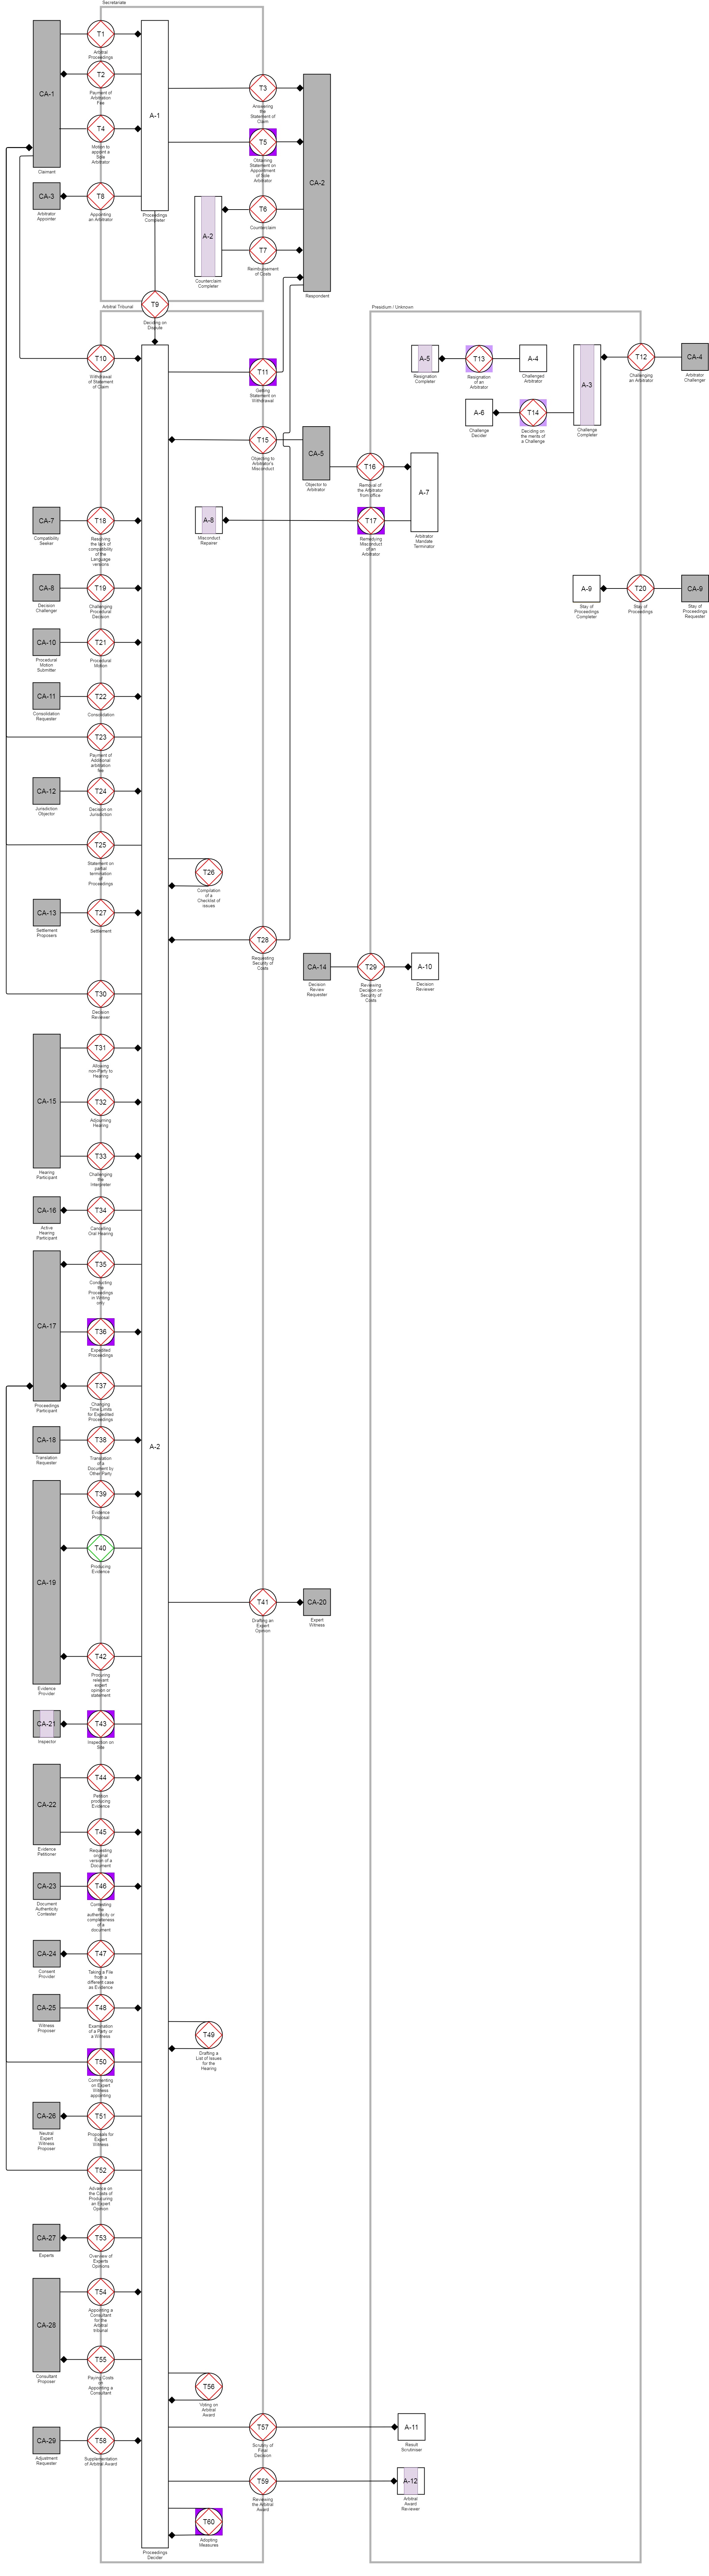 Secretariate
T1
Arbitral
Proceedings
CA-1
Claimant
T2
Payment of
Arbitration
Fee
A-1
Proceedings
Completer
T3
Answering
the
Statement of
Claim
T4
Motion to
appoint a
Sole
Arbitrator
T5
Obtaining
Statement on
Appointment
of Sole
Arbitrator
CA-2
Respondent
CA-3
Arbitrator
Appointer
T8
Appointing
an Arbitrator
A-2
Counterclaim
Completer
T6
Counterclaim
T7
Reimbursement
of Costs
T9
Deciding on
Dispute
Arbitral Tribunal
Presidium / Unknown
T10
Withdrawal
of Statement
of Claim
T11
Getting
Statement on
Withdrawal
A-5
Resignation
Completer
T13
Resignation
of an
Arbitrator
A-4
Challenged
Arbitrator
A-3
Challenge
Completer
T12
Challenging
an Arbitrator
CA-4
Arbitrator
Challenger
A-6
Challenge
Decider
T14
Deciding on
the merits of
a Challenge
T15
Objecting to
Arbitrator's
Misconduct
CA-5
Objector to
Arbitrator
T16
Removal of
the Arbitrator
from office
A-7
Arbitrator
Mandate
Terminator
CA-7
Compatibility
Seeker
T18
Resolving
the lack of
compatibility
of the
Language
versions
A-8
Misconduct
Repairer
T17
Remedying
Misconduct
of an
Arbitrator
CA-8
Decision
Challenger
T19
Challenging
Procedural
Decision
A-9
Stay of
Proceedings
Completer
T20
Stay of
Proceedings
CA-9
Stay of
Proceedings
Requester
CA-10
Procedural
Motion
Submitter
T21
Procedural
Motion
CA-11
Consolidation
Requester
T22
Consolidation
T23
Payment of
Additional
arbitration
fee
CA-12
Jurisdiction
Objector
T24
Decision on
Jurisdiction
T25
Statement on
partial
termination
of
Proceedings
T26
Compilation
of a
Checklist of
issues
CA-13
Settlement
Proposers
T27
Settlement
T28
Requesting
Security of
Costs
CA-14
Decision
Review
Requester
T29
Reviewing
Decision on
Security of
Costs
A-10
Decision
Reviewer
T30
Decision
Reviewer
CA-15
Hearing
Participant
T31
Allowing
non-Party to
Hearing
T32
Adjourning
Hearing
T33
Challenging
the
Interpreter
CA-16
Active
Hearing
Participant
T34
Cancelling
Oral Hearing
CA-17
Proceedings
Participant
T35
Conducting
the
Proceedings
in Writing
only
T36
Expedited
Proceedings
T37
Changing
Time Limits
for Expedited
Proceedings
A-2
Proceedings
Decider
CA-18
Translation
Requester
T38
Translation
of a
Document by
Other Party
CA-19
Evidence
Provider
T39
Evidence
Proposal
T40
Producing
Evidence
T41
Drafting an
Expert
Opinion
CA-20
Expert
Witness
T42
Procuring
relevant
expert
opinion or
statement
CA-21
Inspector
T43
Inspection on
Site
CA-22
Evidence
Petitioner
T44
Petition
producing
Evidence
T45
Requesting
original
version of a
Document
CA-23
Document
Authenticity
Contester
T46
Contesting
the
authenticity or
completeness
of a
document
CA-24
Consent
Provider
T47
Taking a File
from a
different case
as Evidence
CA-25
Witness
Proposer
T48
Examination
of a Party or
a Witness
T49
Drafting a
List of Issues
for the
Hearing
T50
Commenting
on Expert
Witness
appointing
CA-26
Neutral
Expert
Witness
Proposer
T51
Proposals for
Expert
Witness
T52
Advance on
the Costs of
Producuring
an Expert
Opinion
CA-27
Experts
T53
Overview of
Experts
Opinions
CA-28
Consultant
Proposer
T54
Appointing a
Consultant
for the
Arbitral
tribunal
T55
Paying Costs
on
Appointing a
Consultant
T56
Voting on
Arbitral
Award
T57
Scrutiny of
Final
Decision
A-11
Result
Scrutiniser
CA-29
Adjustment
Requester
T58
Supplementation
of Arbitral Award
T59
Reviewing
the Arbitral
Award
A-12
Arbitral
Award
Reviewer
T60
Adopting
Measures